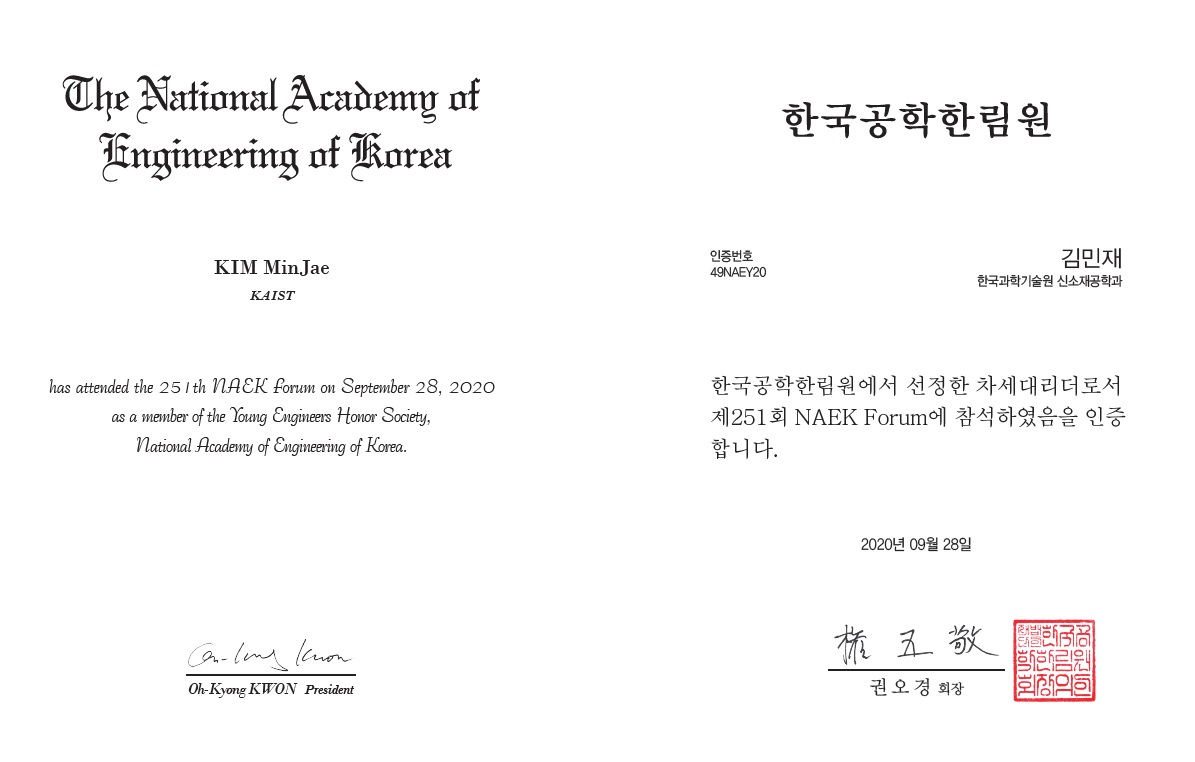 The National Academy of
Engineering of Korea
KIM MinJae
KAIST
has attended the 251th NAEK Forum on September 28, 2020
as a member of the Young Engineers Honor Society,
National Academy of Engineering of Korea.
Oh-Kyong Kwon
Oh-Kyong KWON President
한국공학한림원
인증번호
49NAEY20
김민재
한국과학기술원 신소재공학과
한국공학한림원에서 선정한 차세대리더로서
제251회 NAEK Forum에 참석하였음을 인증
합니다.
2020년 09월 28일
權五敬
권오경 회장